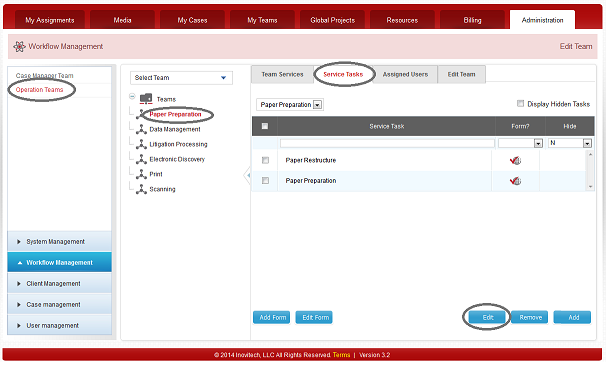 My Assignments Media My Cases My Teams Global Projects Resources Billing Administration
Workflow Management Edit Team
Case Manager Team
Operation Teams
System Management
Workflow Management
Client Management
Case management
User management
Select Team
Teams
Paper Preparation
Data Management
Litigation Processing
Electronic Discovery
Print
Scanning
Team Services Service Tasks Assigned Users Edit Team
Paper Preparation Display Hidden Tasks
Service Task Form? Hide
N
Paper Restructure
Paper Preparation
Add Form Edit Form Edit Remove Add
© 2014 Inovitech, LLC All Rights Reserved. Terms | Version 3.2